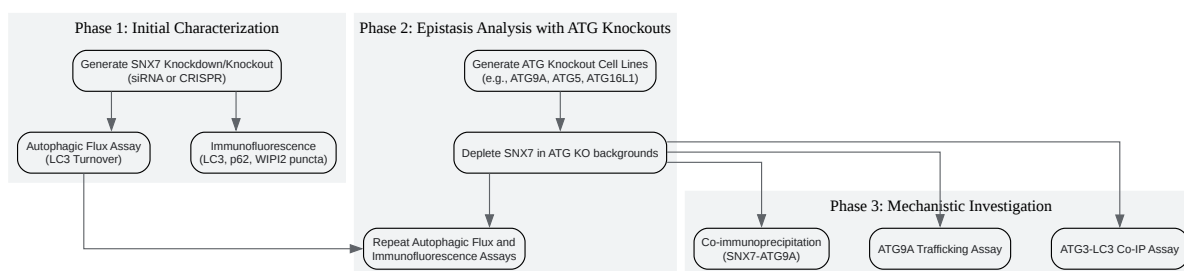 Phase 1: Initial Characterization
Generate SNX7 Knockdown/Knockout
(siRNA or CRISPR)
Autophagic Flux Assay
(LC3 Turnover)
Immunofluorescence
(LC3, p62, WIPI2 puncta)
Phase 2: Epistasis Analysis with ATG Knockouts
Generate ATG Knockout Cell Lines
(e.g., ATG9A, ATG5, ATG16L1)
Deplete SNX7 in ATG KO backgrounds
Repeat Autophagic Flux and
Immunofluorescence Assays
Phase 3: Mechanistic Investigation
Co-immunoprecipitation
(SNX7-ATG9A)
ATG9A Trafficking Assay
ATG3-LC3 Co-IP Assay